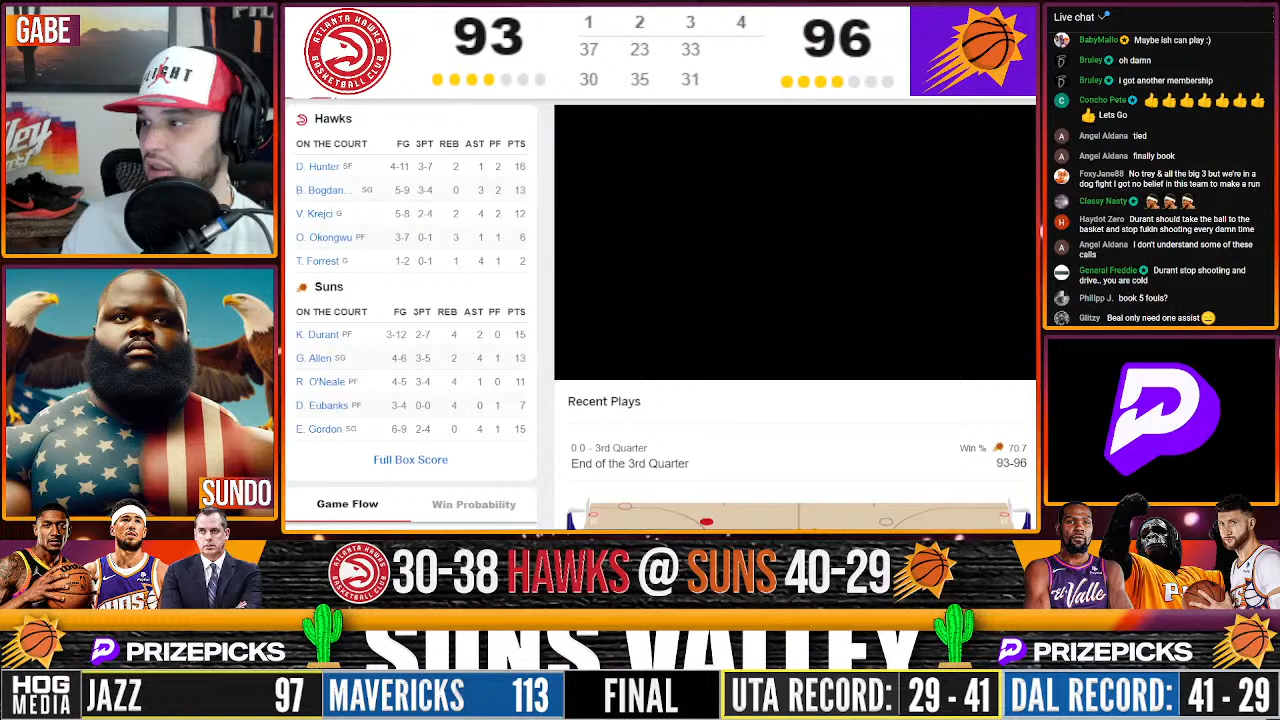 GABE
FLIGHT
ATLANTA HAWKS
BASKETBALL CLUB
93
1 2 3 4
37 23 33
30 35 31
96
Hawks
ON THE COURT FG 3PT REB AST PF PTS
D. Hunter SF 4-11 3-7 2 1 2 16
B. Bogdan... SG 5-9 3-4 0 3 2 13
V. Krejci G 5-8 2-4 2 4 2 12
O. Okongwu PF 3-7 0-1 3 1 1 6
T. Forrest G 1-2 0-1 1 4 1 2
Suns
ON THE COURT FG 3PT REB AST PF PTS
K. Durant PF 3-12 2-7 4 2 0 15
G. Allen SG 4-6 3-5 2 4 1 13
R. O'Neale PF 4-5 3-4 4 1 0 11
D. Eubanks PF 3-4 0-0 4 0 1 7
E. Gordon SG 6-9 2-4 0 4 1 15
Full Box Score
Game Flow Win Probability
Recent Plays
0.0 - 3rd Quarter Win % 70.7
End of the 3rd Quarter 93-96
Live chat
BabyMallo Maybe ish can play :)
Bruley oh damn
Bruley I got another membership
Concho Pete 👍👍👍👍👍👍👍
👍 Lets Go
Angel Aldana tied
Angel Aldana finally book
FoxyJano88 No trey & all the big 3 but we're in a
dog fight I got no belief in this team to make a run
Classy Nasty
Haydot Zero Durant should take the ball to the
basket and stop fukin shooting every damn time
Angel Aldana I don't understand some of these
calls
General Freddie Durant stop shooting and
drive.. you are cold
Philipp J. book 5 fouls?
Glitzy Beal only need one assist 😑
SUNDO
30-38 HAWKS @ SUNS 40-29
SUNS
PRIZEPICKS
SUNS VALLEY
PRIZEPICKS
HOG
MEDIA
JAZZ 97 MAVERICKS 113 FINAL UTA RECORD: 29 - 41 DAL RECORD: 41 - 29